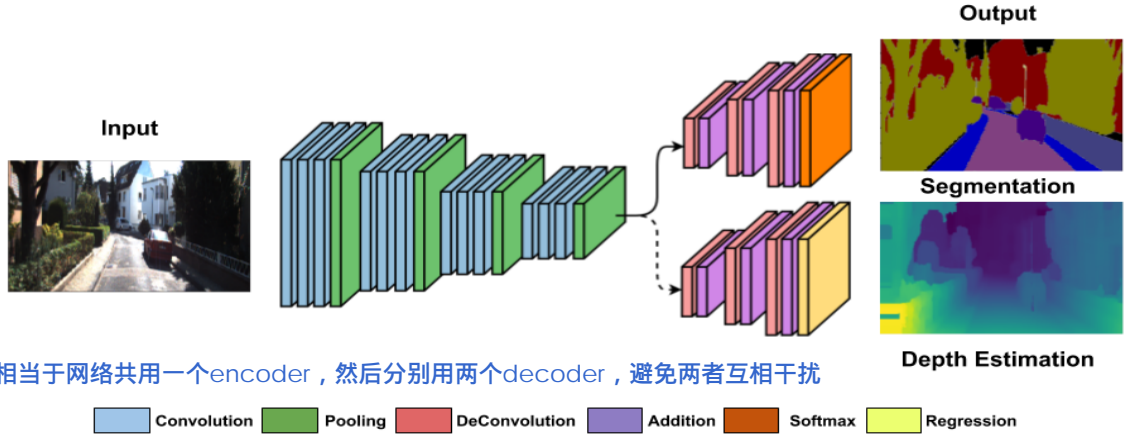 Output
Input
Segmentation
Depth Estimation
相当于网络共用一个encoder，然后分别用两个decoder，避免两者互相干扰
Convolution Pooling DeConvolution Addition Softmax Regression